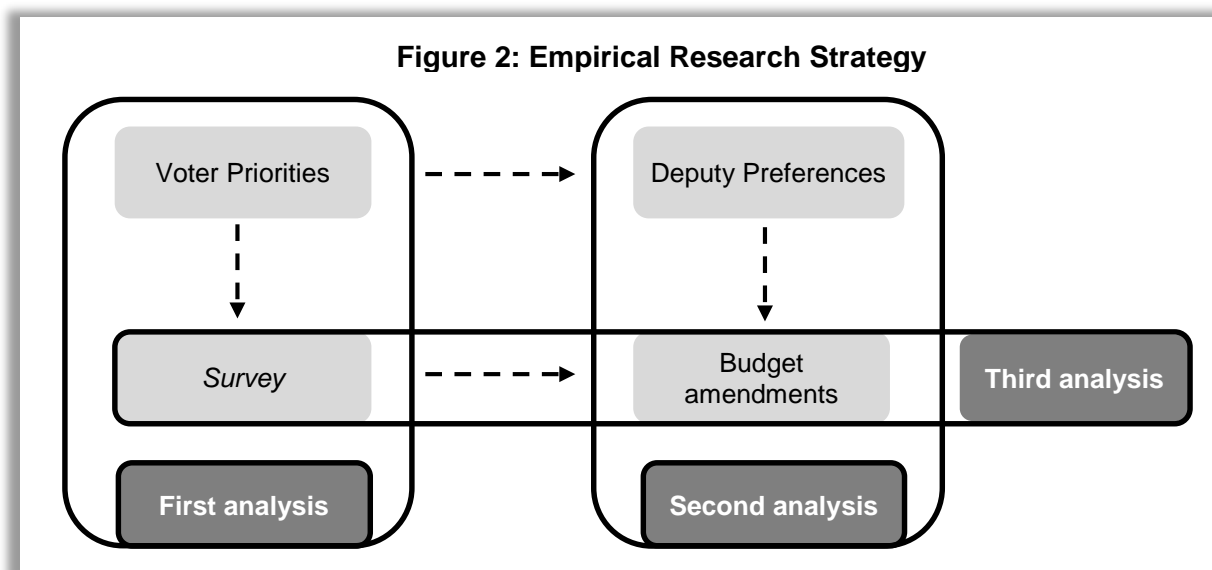 Figure 2: Empirical Research Strategy
Voter Priorities
Deputy Preferences
Survey
Budget
amendments
Third analysis
First analysis
Second analysis